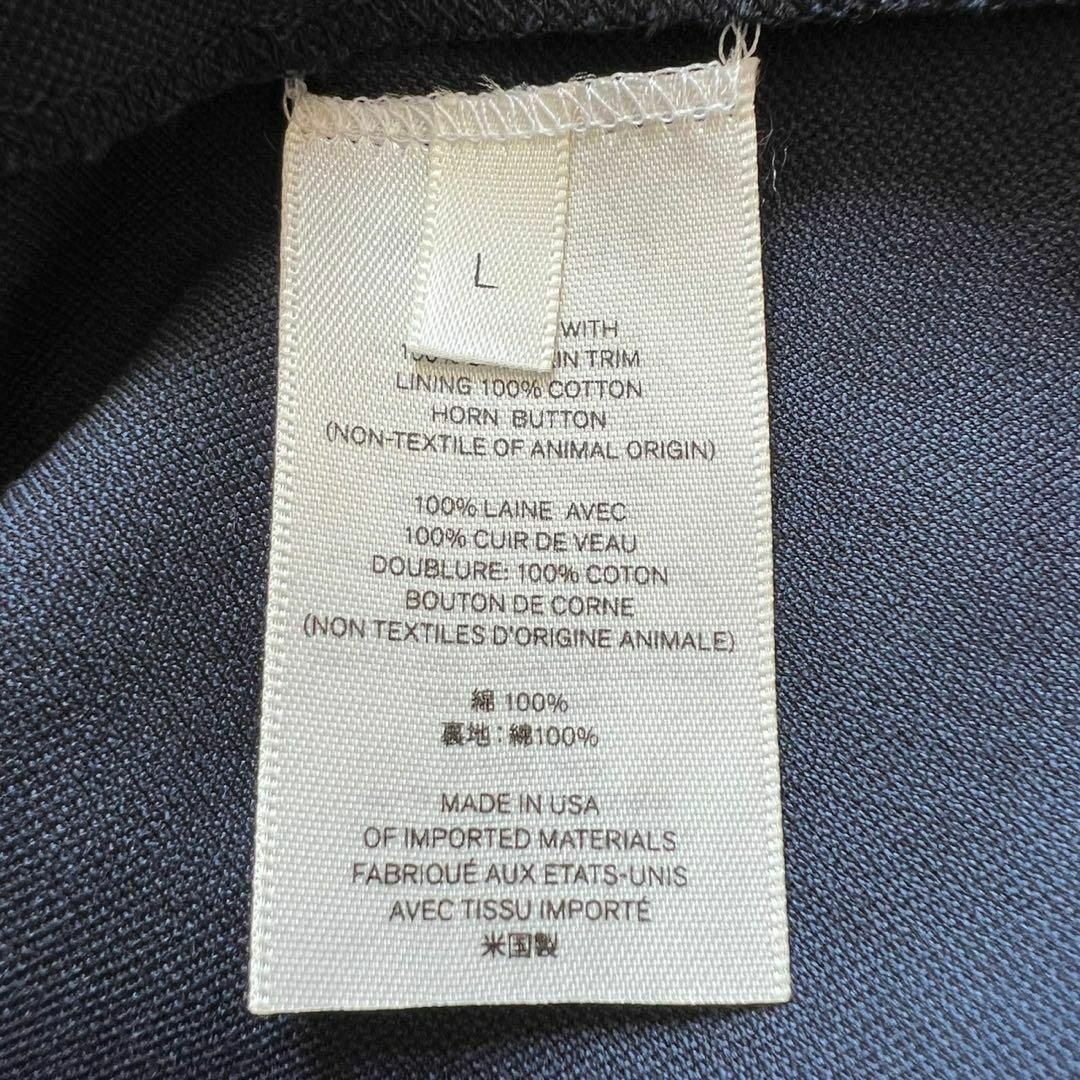 L
WITH
IN TRIM
LINING 100% COTTON
HORN BUTTON
(NON-TEXTILE OF ANIMAL ORIGIN)
100% LAINE AVEC
100% CUIR DE VEAU
DOUBLURE: 100% COTON
BOUTON DE CORNE
(NON TEXTILES D'ORIGINE ANIMALE)
綿 100%
裏地:綿100%
MADE IN USA
OF IMPORTED MATERIALS
FABRIQUÉ AUX ETATS-UNIS
AVEC TISSU IMPORTÉ
米国製